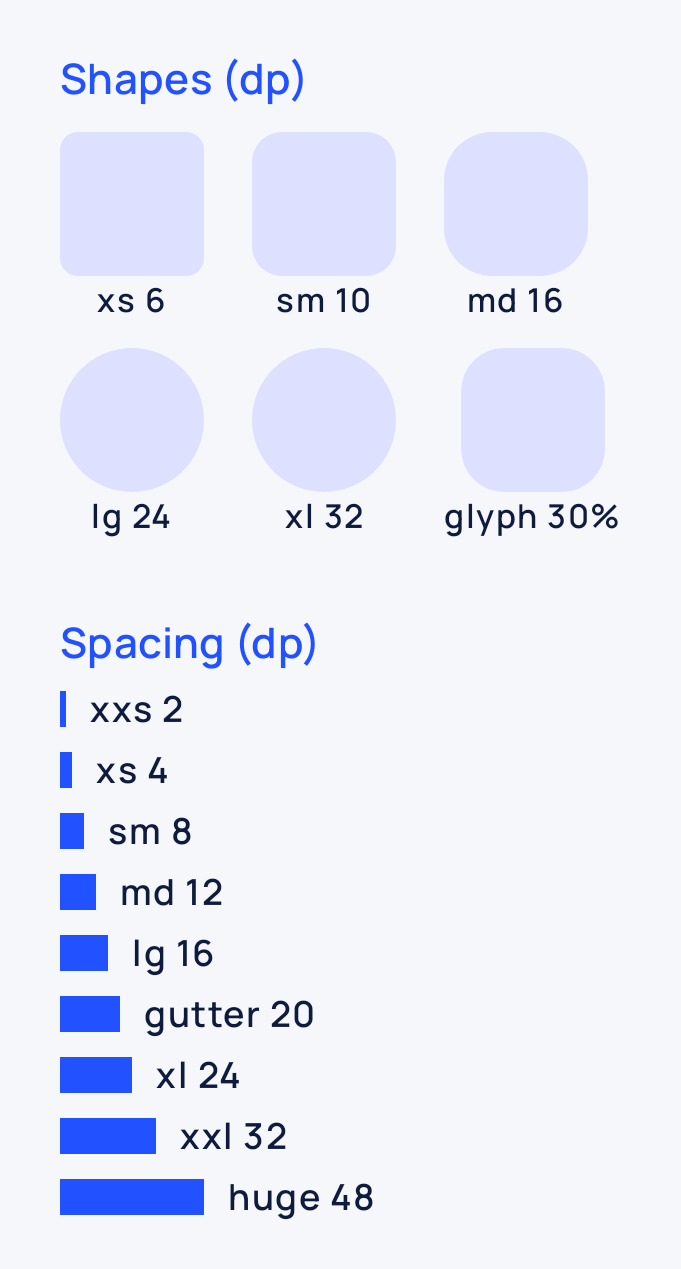 Shapes (dp)
xs 6 sm 10 md 16
lg 24 xl 32 glyph 30%
Spacing (dp)
xxs 2
xs 4
sm 8
md 12
lg 16
gutter 20
xl 24
xxl 32
huge 48